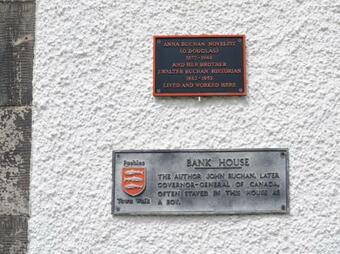 ANNA BUCHAN NOVELIST
(O. DOUGLAS)
1877 - 1948
AND HER BROTHER
J. WALTER BUCHAN HISTORIAN
1883 - 1953
LIVED AND WORKED HERE
Peebles
Town Walk
BANK HOUSE
THE AUTHOR JOHN BUCHAN, LATER
GOVERNOR-GENERAL OF CANADA,
OFTEN STAYED IN THIS HOUSE AS
A BOY.